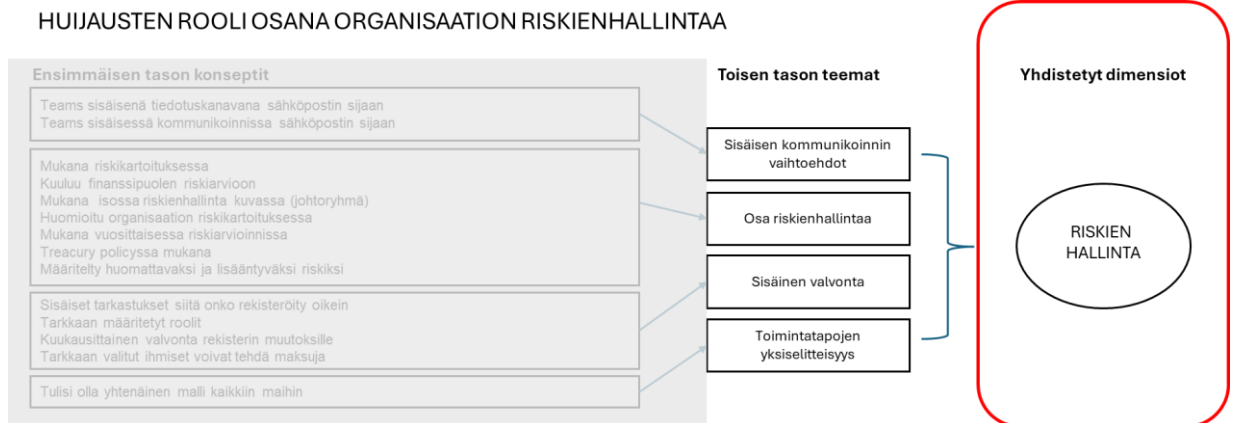 HUIJAUSTEN ROOLI OSANA ORGANISAATION RISKIENHALLINTAA
Ensimmäisen tason konseptit
Toisen tason teemat
Yhdistetyt dimensiot
Teams sisäisenä tiedotuskanavana sähköpostin sijaan
Teams sisäisessä kommunikoinnissa sähköpostin sijaan
Mukana riskikartoituksessa
Kuuluu finanssipuolen riskiarvioon
Mukana isossa riskienhallinta kuvassa (johtoryhmä)
Huomioitu organisaation riskikartoituksessa
Mukana vuosittaisessa riskiarvioinnissa
Treacury policyssa mukana
Määritelty huomattavaksi ja lisääntyväksi riskiksi
Sisäiset tarkastukset siitä onko rekisteröity oikein
Tarkkaan määritetyt roolit
Kuukausittainen valvonta rekisterin muutoksille
Tarkkaan valitut ihmiset voivat tehdä maksuja
Tulisi olla yhtenäinen malli kaikkiin maihin
Sisäisen kommunikoinnin
vaihtoehdot
Osa riskienhallintaa
Sisäinen valvonta
Toimintatapojen
yksiselitteisyys
RISKIEN
HALLINTA